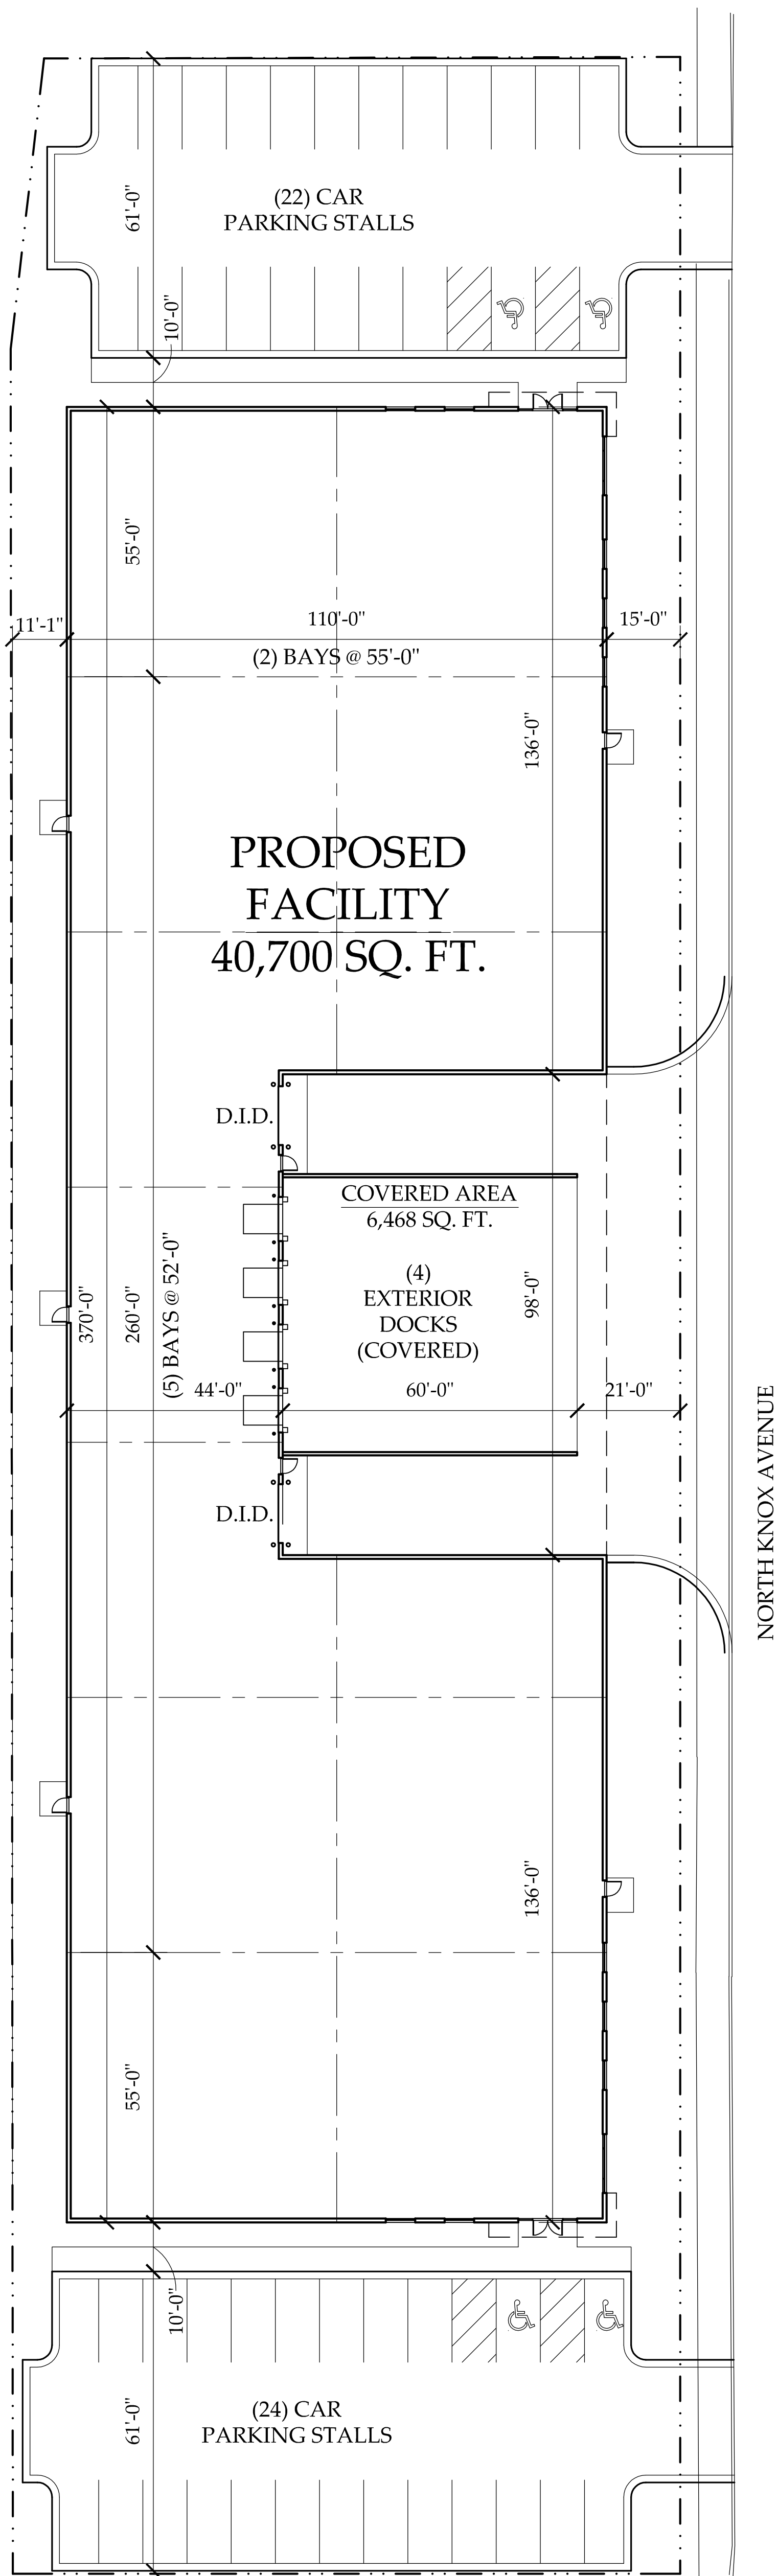 (22) CAR
PARKING STALLS
61'-0"
10'-0"
55'-0"
11'-1"
110'-0"
15'-0"
(2) BAYS @ 55'-0"
136'-0"
PROPOSED
FACILITY
40,700 SQ. FT.
D.I.D.
COVERED AREA
6,468 SQ. FT.
(4)
EXTERIOR
DOCKS
(COVERED)
98'-0"
370'-0"
260'-0"
(5) BAYS @ 52'-0"
44'-0"
60'-0"
21'-0"
NORTH KNOX AVENUE
D.I.D.
136'-0"
55'-0"
10'-0"
(24) CAR
PARKING STALLS
61'-0"